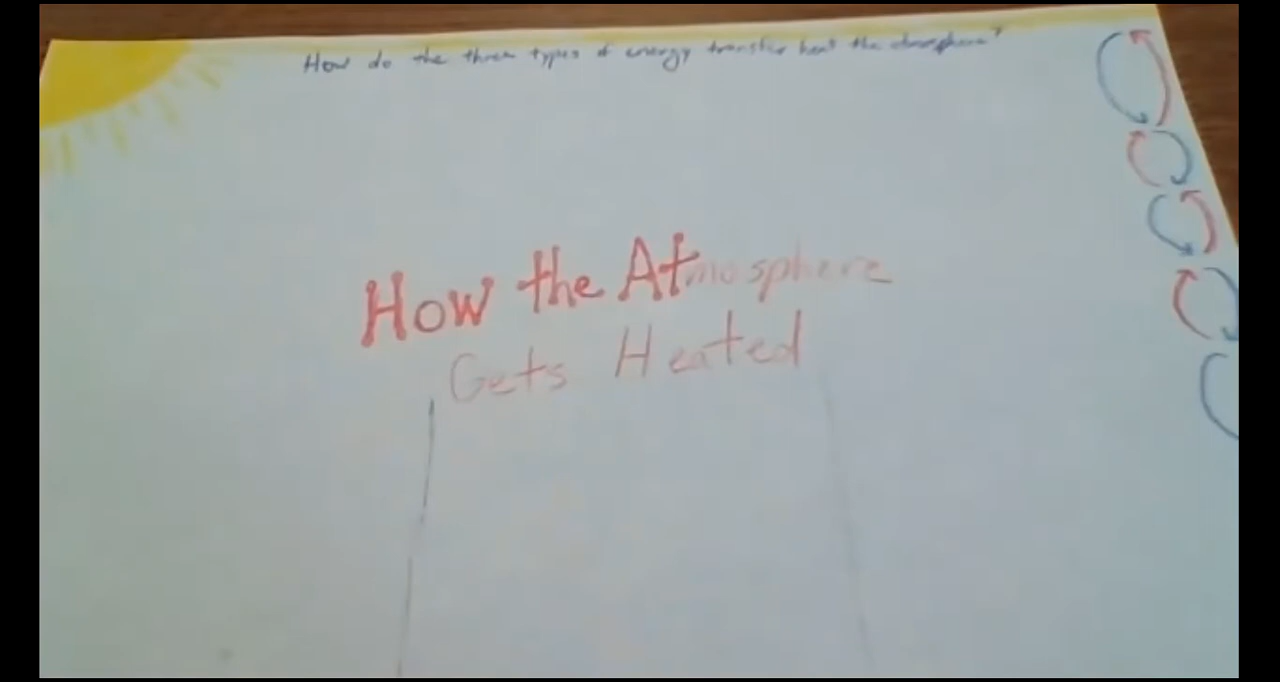 How do the three types of energy transfer heat the atmosphere?
How the Atmosphere
Gets Heated